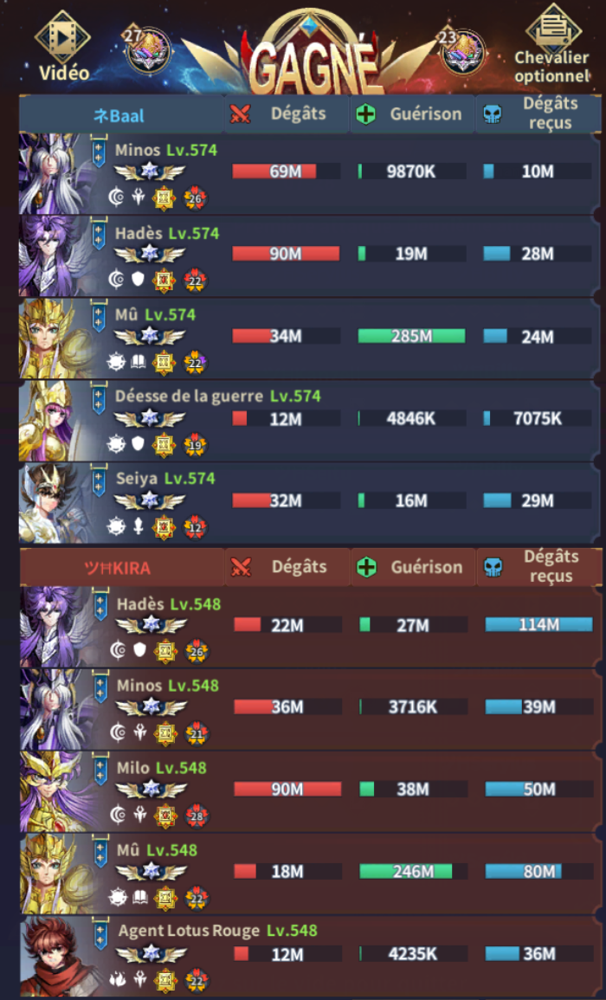 27
23
GAGNÉ
Vidéo
Chevalier
optionnel
ネBaal
Dégâts
Guérison
Dégâts
reçus
Minos Lv.574
69M
9870K
10M
26
Hadès Lv.574
90M
19M
28M
22
Mû Lv.574
34M
285M
24M
22
Déesse de la guerre Lv.574
12M
4846K
7075K
19
Seiya Lv.574
32M
16M
29M
12
ツ卄KIRA
Dégâts
Guérison
Dégâts
reçus
Hadès Lv.548
22M
27M
114M
26
Minos Lv.548
36M
3716K
39M
21
Milo Lv.548
90M
38M
50M
28
Mû Lv.548
18M
246M
80M
22
Agent Lotus Rouge Lv.548
12M
4235K
36M
22